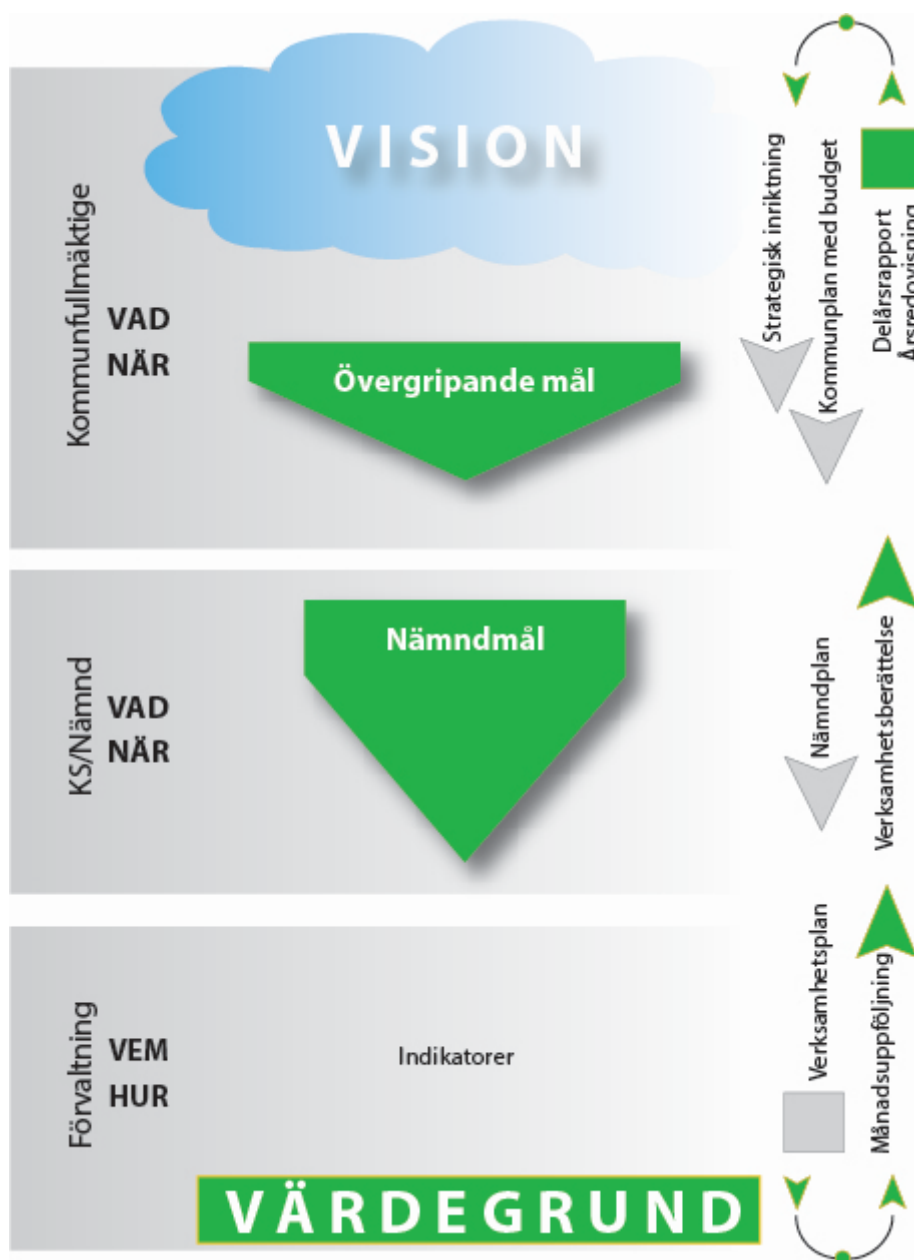 VISION
Kommunfullmäktige
VAD
NÄR
Övergripande mål
Strategisk inriktning
Kommunplan med budget
Delårsrapport
Årsredovisning
KS/Nämnd
VAD
NÄR
Nämndmål
Nämndplan
Verksamhetsberättelse
Förvaltning
VEM
HUR
Indikatorer
Verksamhetsplan
Månadsuppföljning
VÄRDEGRUND